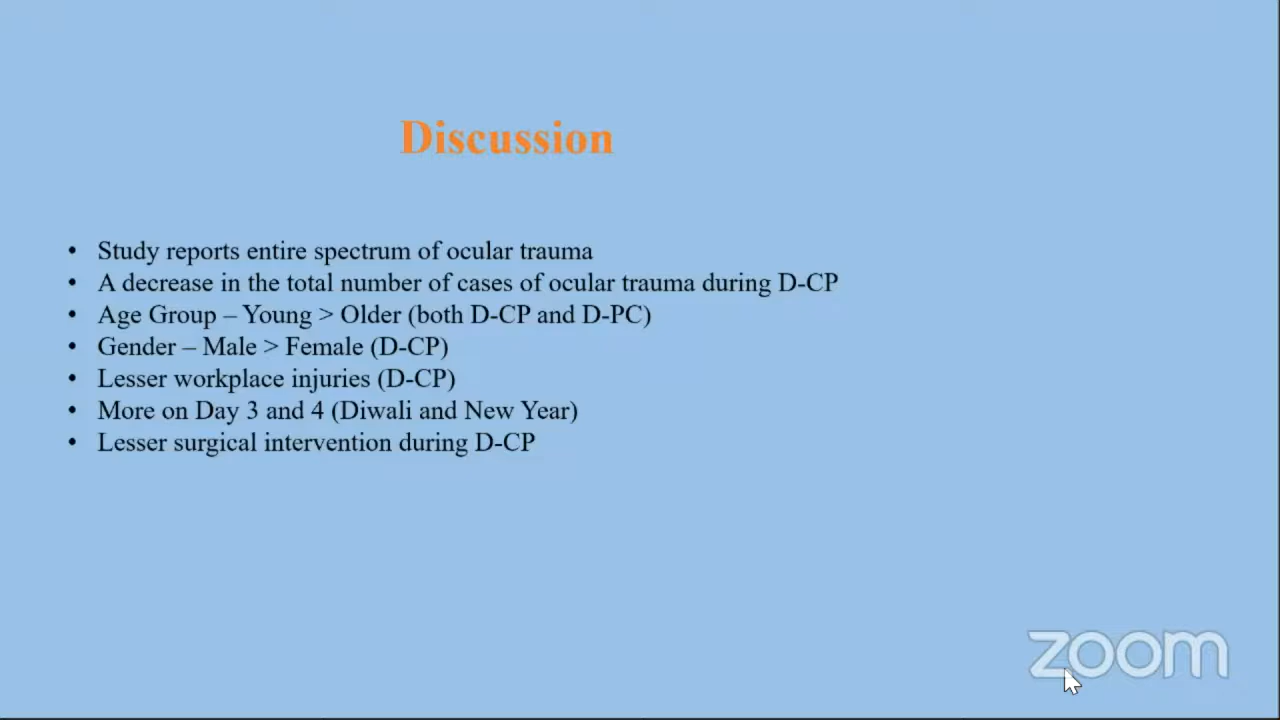 Discussion
• Study reports entire spectrum of ocular trauma
• A decrease in the total number of cases of ocular trauma during D-CP
• Age Group – Young > Older (both D-CP and D-PC)
• Gender – Male > Female (D-CP)
• Lesser workplace injuries (D-CP)
• More on Day 3 and 4 (Diwali and New Year)
• Lesser surgical intervention during D-CP
zoom